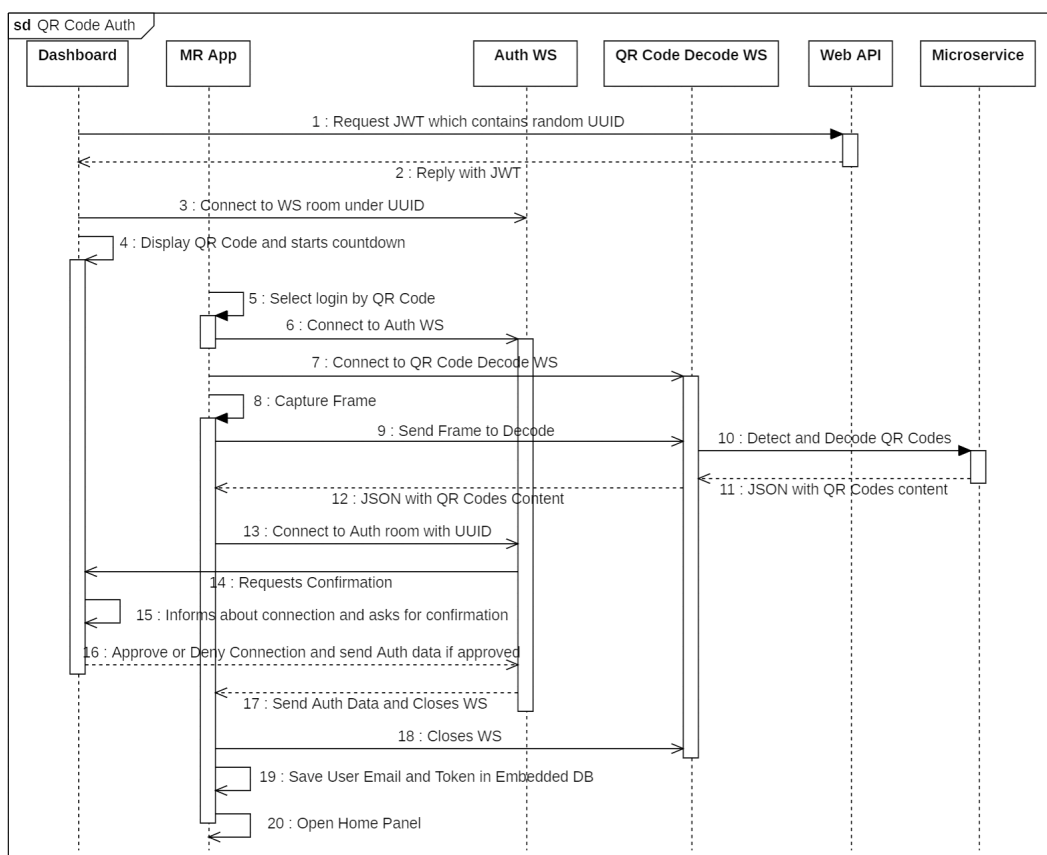 sd QR Code Auth
Dashboard
MR App
Auth WS
QR Code Decode WS
Web API
Microservice
1 : Request JWT which contains random UUID
2 : Reply with JWT
3 : Connect to WS room under UUID
4 : Display QR Code and starts countdown
5 : Select login by QR Code
6 : Connect to Auth WS
7 : Connect to QR Code Decode WS
8 : Capture Frame
9 : Send Frame to Decode
10 : Detect and Decode QR Codes
11 : JSON with QR Codes content
12 : JSON with QR Codes Content
13 : Connect to Auth room with UUID
14 : Requests Confirmation
15 : Informs about connection and asks for confirmation
16 : Approve or Deny Connection and send Auth data if approved
17 : Send Auth Data and Closes WS
18 : Closes WS
19 : Save User Email and Token in Embedded DB
20 : Open Home Panel